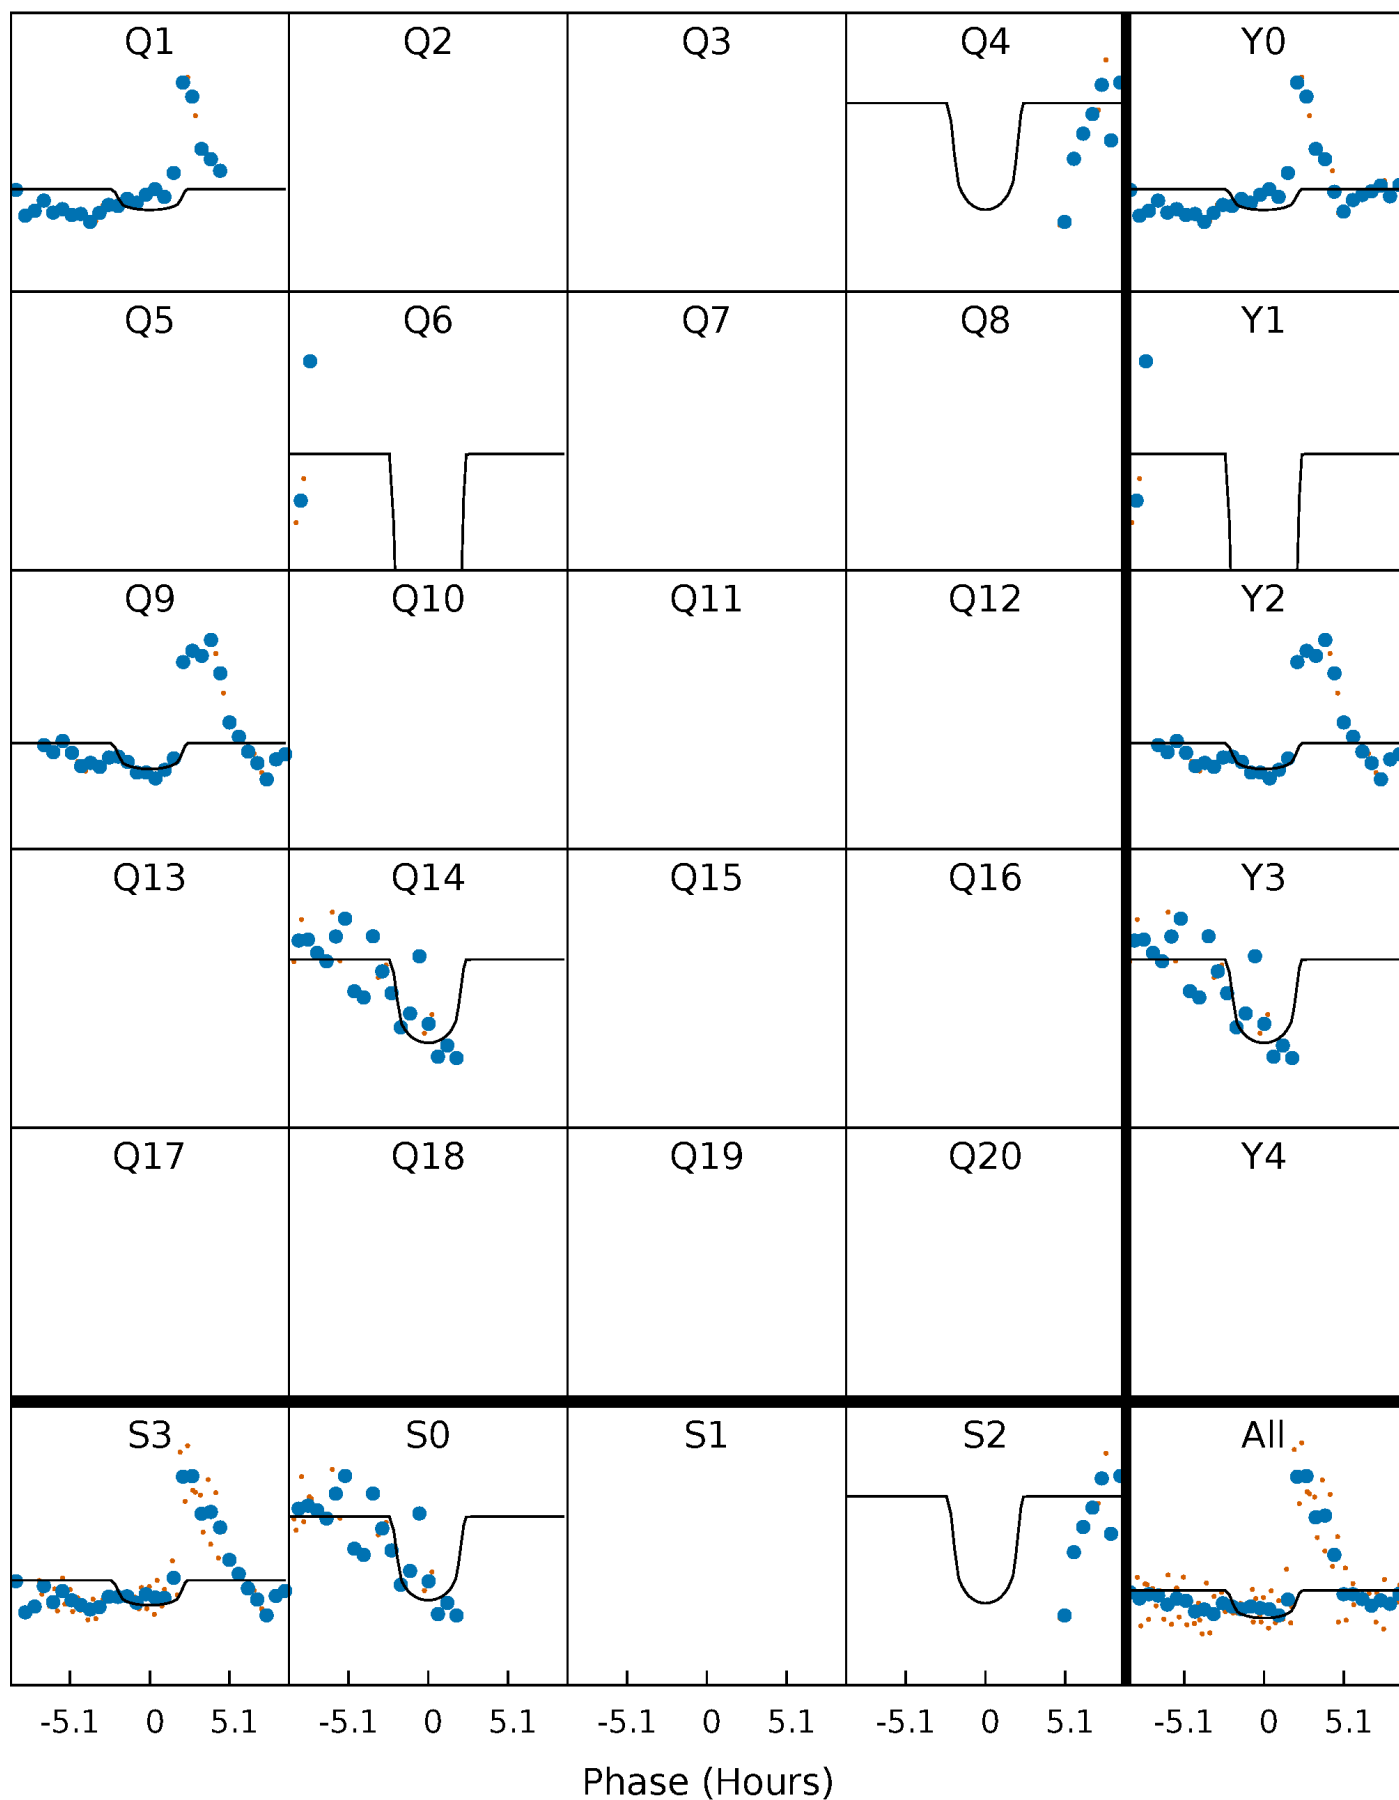 Q1 Q2 Q3 Q4 Y0
Q5 Q6 Q7 Q8 Y1
Q9 Q10 Q11 Q12 Y2
Q13 Q14 Q15 Q16 Y3
Q17 Q18 Q19 Q20 Y4
S3 S0 S1 S2 All
-5.1 0 5.1 -5.1 0 5.1 -5.1 0 5.1 -5.1 0 5.1 -5.1 0 5.1
Phase (Hours)